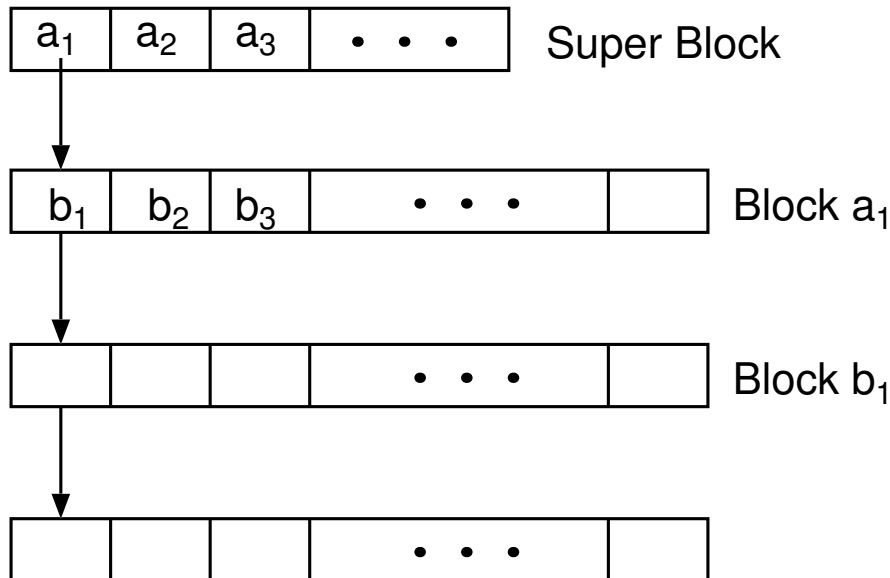 a₁ a₂ a₃ • • • Super Block
b₁ b₂ b₃ • • • Block a₁
• • • Block b₁
• • •